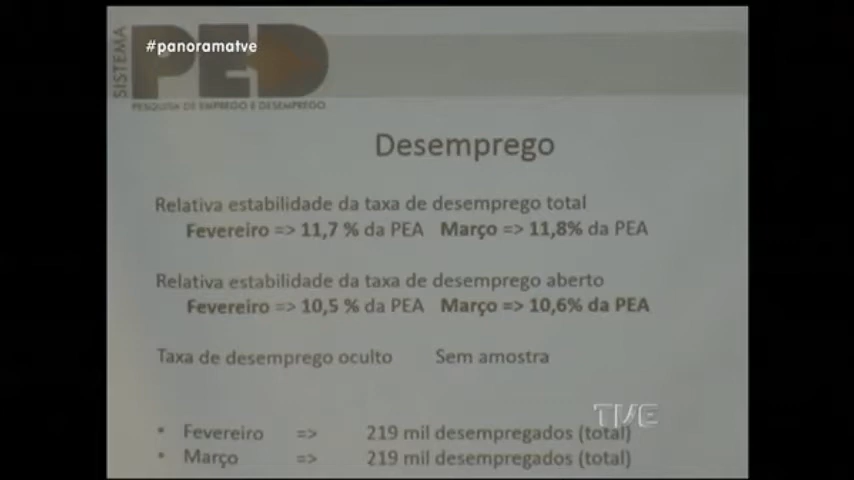 #panoramatve
SISTEMA
PED
PESQUISA DE EMPREGO E DESEMPREGO
Desemprego
Relativa estabilidade da taxa de desemprego total
Fevereiro => 11,7 % da PEA Março => 11,8% da PEA
Relativa estabilidade da taxa de desemprego aberto
Fevereiro => 10,5 % da PEA Março => 10,6% da PEA
Taxa de desemprego oculto Sem amostra
TVE
• Fevereiro => 219 mil desempregados (total)
• Março => 219 mil desempregados (total)